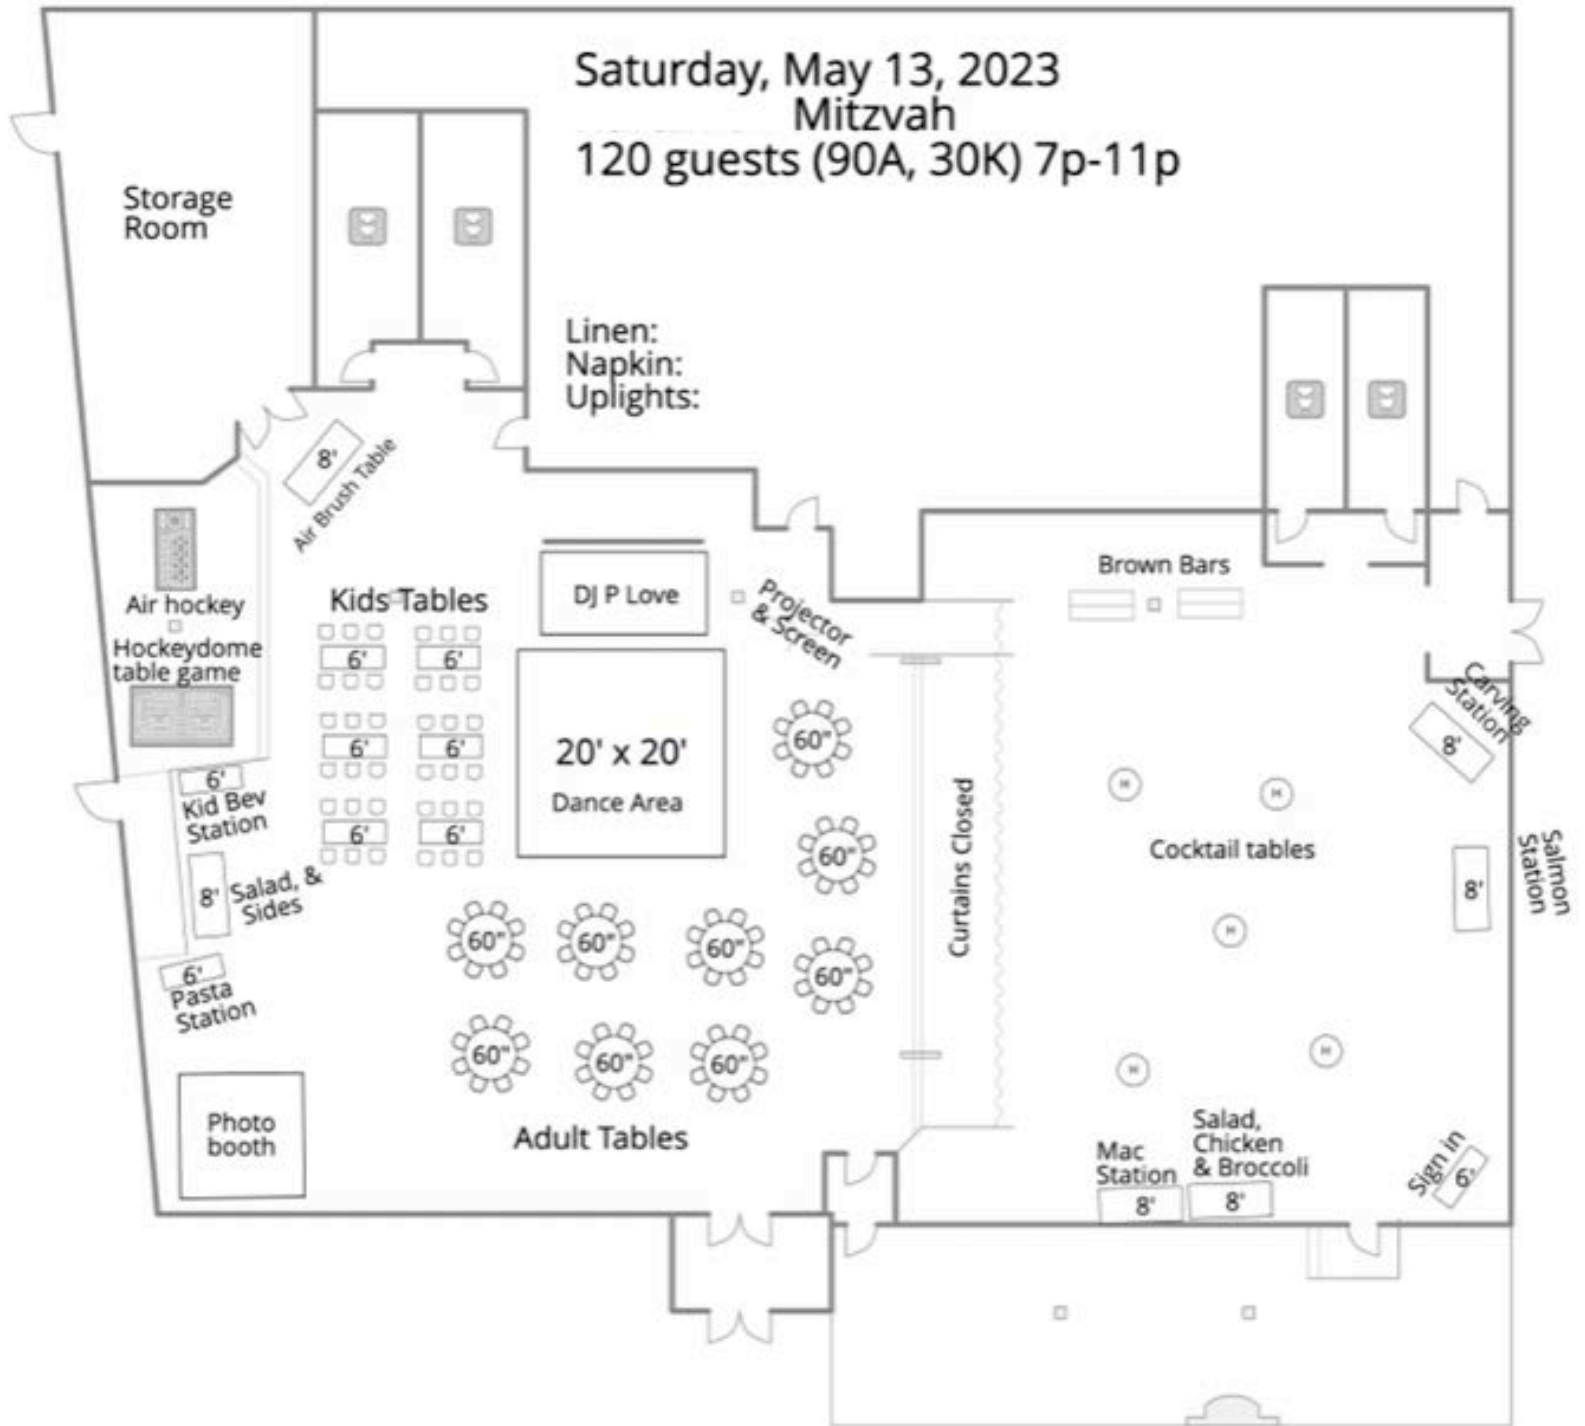 Saturday, May 13, 2023
Mitzvah
120 guests (90A, 30K) 7p-11p
Storage
Room
Linen:
Napkin:
Uplights:
8'
Air Brush Table
Air hockey
Hockeydome
table game
Kids Tables
6'
6'
6'
6'
6'
6'
DJ P Love
Projector
& Screen
20' x 20'
Dance Area
6'
Kid Bev
Station
8'
Salad, &
Sides
6'
Pasta
Station
Photo
booth
60"
60"
60"
60"
60"
60"
60"
60"
60"
Adult Tables
Curtains Closed
Brown Bars
Carving
Station
8'
H
H
Cocktail tables
8'
Salmon
Station
H
H
H
Mac
Station
8'
Salad,
Chicken
& Broccoli
8'
Sign in
6'